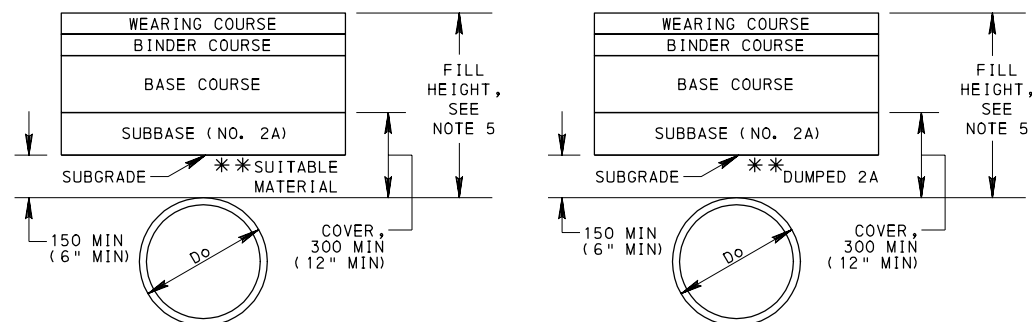 WEARING COURSE
BINDER COURSE
BASE COURSE
SUBBASE (NO. 2A)
FILL
HEIGHT,
SEE
NOTE 5
SUBGRADE
** SUITABLE
MATERIAL
150 MIN
(6" MIN)
Do
COVER,
300 MIN
(12" MIN)
WEARING COURSE
BINDER COURSE
BASE COURSE
SUBBASE (NO. 2A)
FILL
HEIGHT,
SEE
NOTE 5
SUBGRADE
** DUMPED 2A
150 MIN
(6" MIN)
Do
COVER,
300 MIN
(12" MIN)